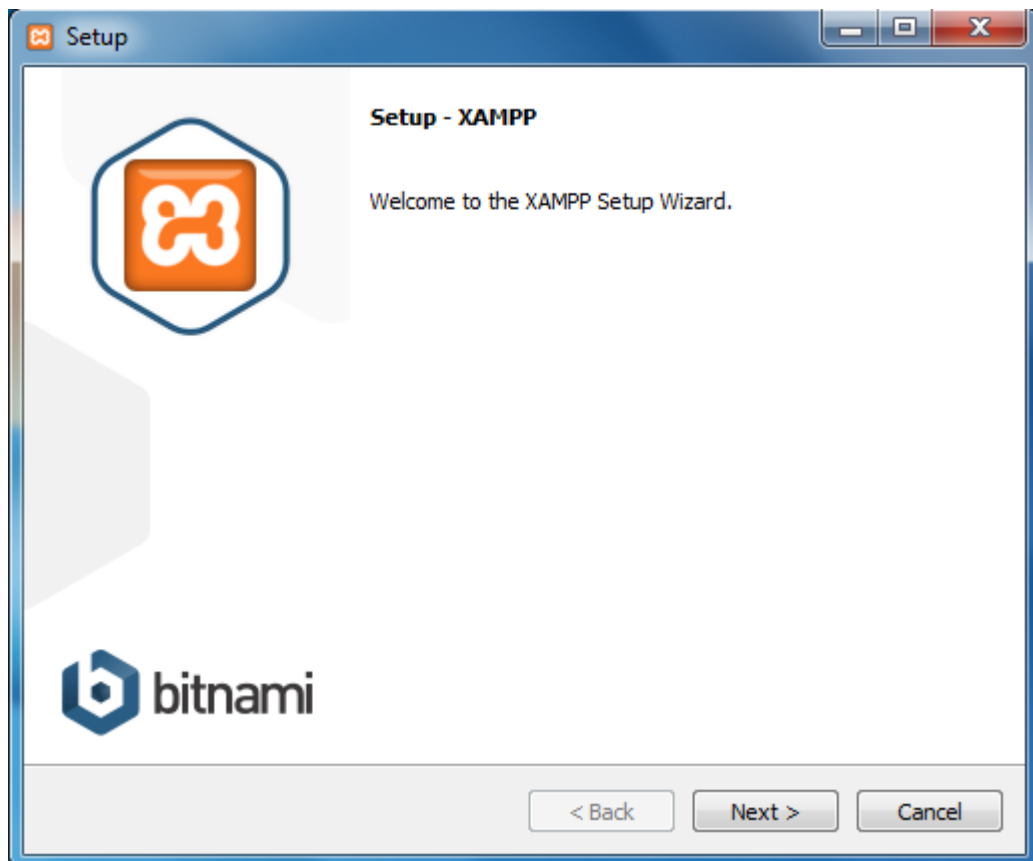 Setup
Setup - XAMPP
Welcome to the XAMPP Setup Wizard.
bitnami
< Back
Next >
Cancel